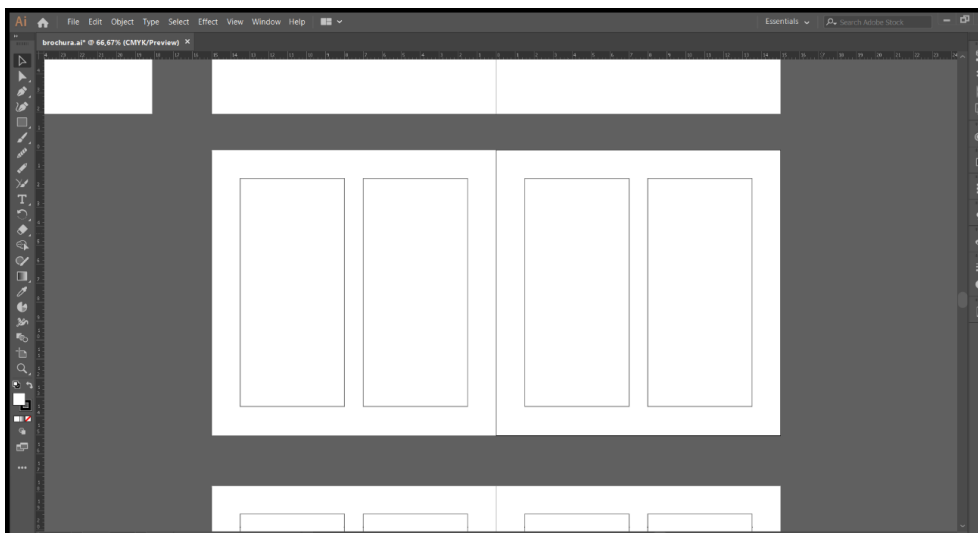 Ai File Edit Object Type Select Effect View Window Help Essentials Search Adobe Stock
brochura.ai* @ 66,67% (CMYK/Preview) ×